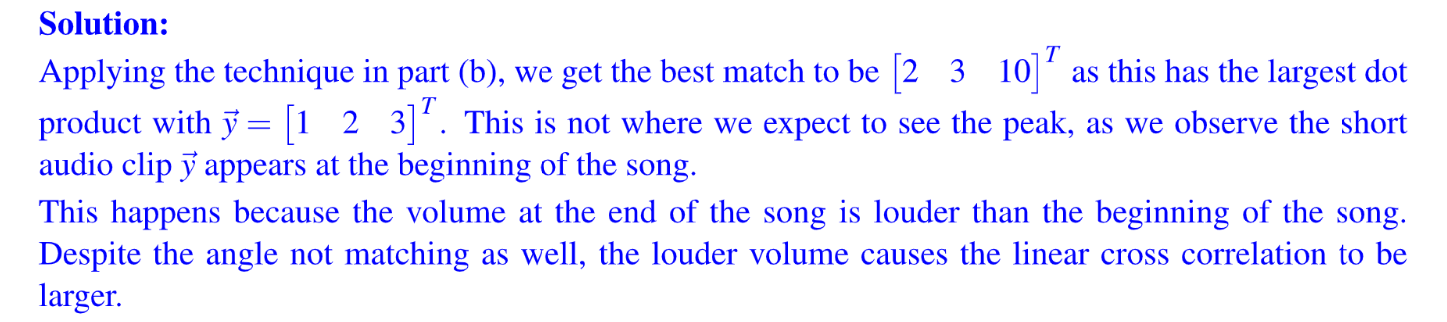 Solution:
Applying the technique in part (b), we get the best match to be [2 3 10]^T as this has the largest dot
product with y⃗ = [1 2 3]^T. This is not where we expect to see the peak, as we observe the short
audio clip y⃗ appears at the beginning of the song.
This happens because the volume at the end of the song is louder than the beginning of the song.
Despite the angle not matching as well, the louder volume causes the linear cross correlation to be
larger.